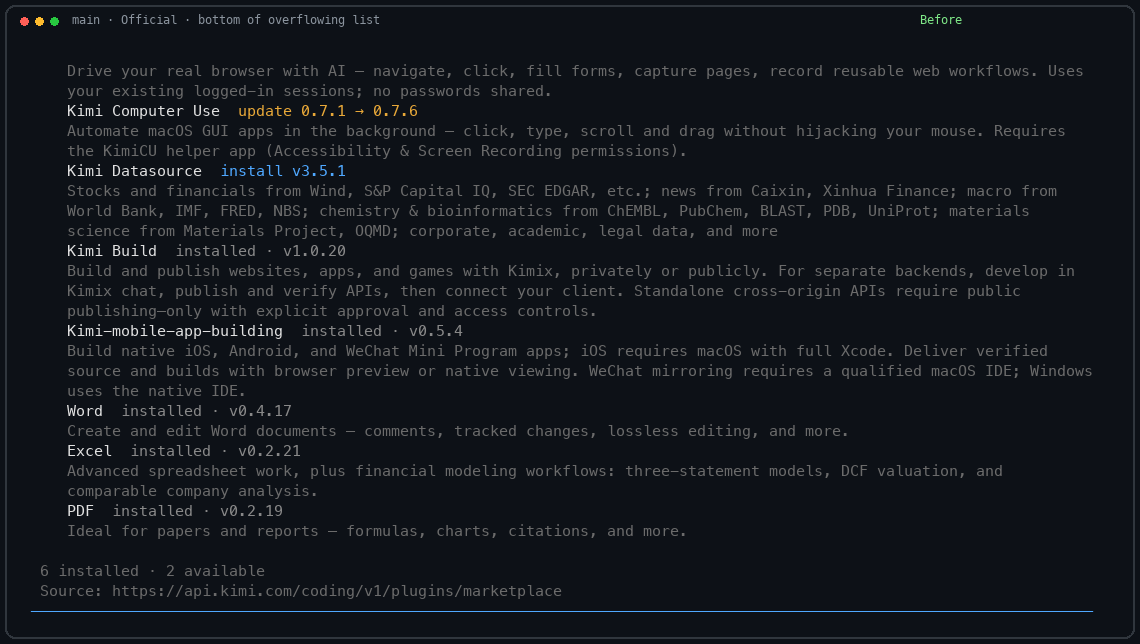 main · Official · bottom of overflowing list
Before
Drive your real browser with AI — navigate, click, fill forms, capture pages, record reusable web workflows. Uses
your existing logged-in sessions; no passwords shared.
Kimi Computer Use  update 0.7.1 → 0.7.6
Automate macOS GUI apps in the background — click, type, scroll and drag without hijacking your mouse. Requires
the KimiCU helper app (Accessibility & Screen Recording permissions).
Kimi Datasource  install v3.5.1
Stocks and financials from Wind, S&P Capital IQ, SEC EDGAR, etc.; news from Caixin, Xinhua Finance; macro from
World Bank, IMF, FRED, NBS; chemistry & bioinformatics from ChEMBL, PubChem, BLAST, PDB, UniProt; materials
science from Materials Project, OQMD; corporate, academic, legal data, and more
Kimi Build  installed · v1.0.20
Build and publish websites, apps, and games with Kimix, privately or publicly. For separate backends, develop in
Kimix chat, publish and verify APIs, then connect your client. Standalone cross-origin APIs require public
publishing—only with explicit approval and access controls.
Kimi-mobile-app-building  installed · v0.5.4
Build native iOS, Android, and WeChat Mini Program apps; iOS requires macOS with full Xcode. Deliver verified
source and builds with browser preview or native viewing. WeChat mirroring requires a qualified macOS IDE; Windows
uses the native IDE.
Word  installed · v0.4.17
Create and edit Word documents — comments, tracked changes, lossless editing, and more.
Excel  installed · v0.2.21
Advanced spreadsheet work, plus financial modeling workflows: three-statement models, DCF valuation, and
comparable company analysis.
PDF  installed · v0.2.19
Ideal for papers and reports — formulas, charts, citations, and more.
6 installed · 2 available
Source: https://api.kimi.com/coding/v1/plugins/marketplace